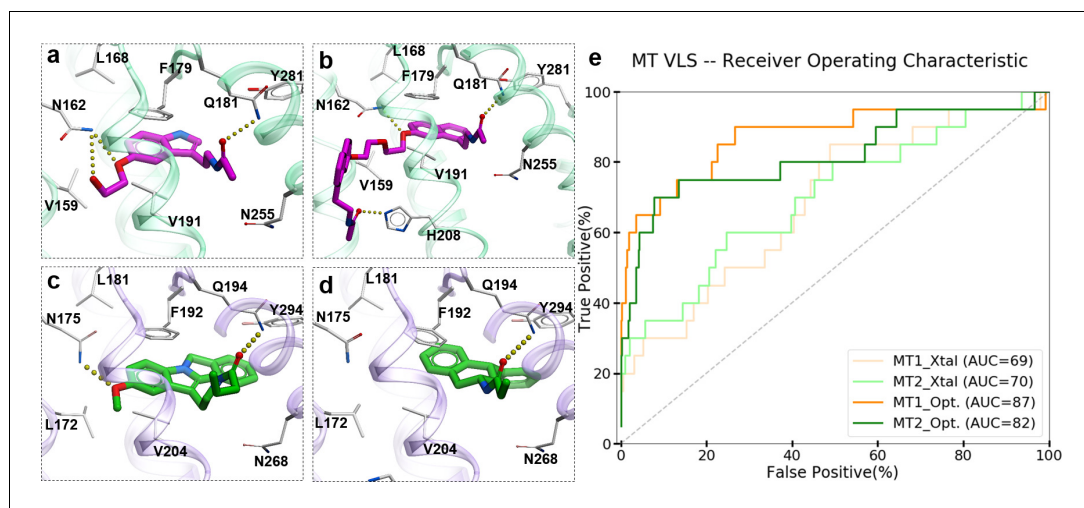 a
L168
F179
Y281
N162
Q181
V159
V191
N255
b
L168
F179
Q181
Y281
N162
V159
V191
N255
H208
c
L181
Q194
N175
F192
Y294
L172
V204
N268
d
Q194
N175
F192
Y294
L172
V204
N268
e
MT VLS -- Receiver Operating Characteristic
True Positive(%)
100
80
60
40
20
0
0 20 40 60 80 100
False Positive(%)
MT1_Xtal (AUC=69)
MT2_Xtal (AUC=70)
MT1_Opt. (AUC=87)
MT2_Opt. (AUC=82)